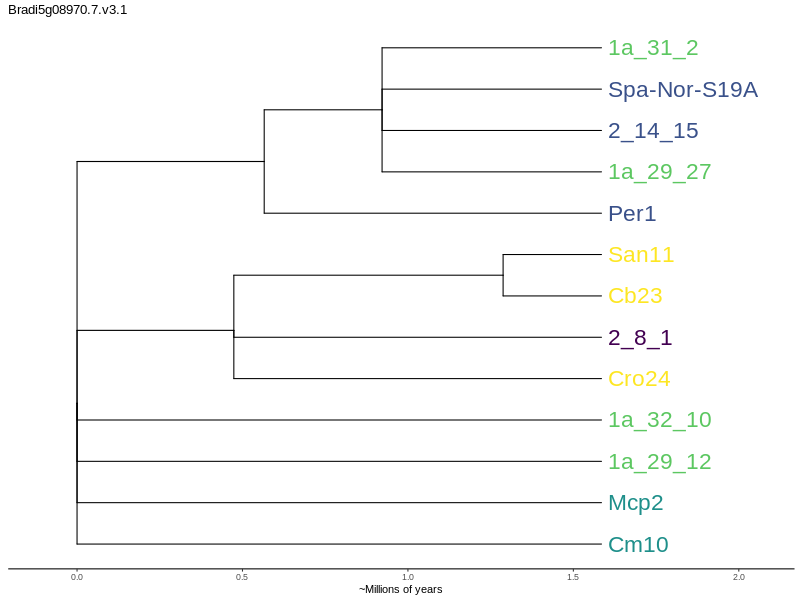 Bradi5g08970.7.v3.1
1a_31_2
Spa-Nor-S19A
2_14_15
1a_29_27
Per1
San11
Cb23
2_8_1
Cro24
1a_32_10
1a_29_12
Mcp2
Cm10
0.0 0.5 1.0 1.5 2.0
~Millions of years